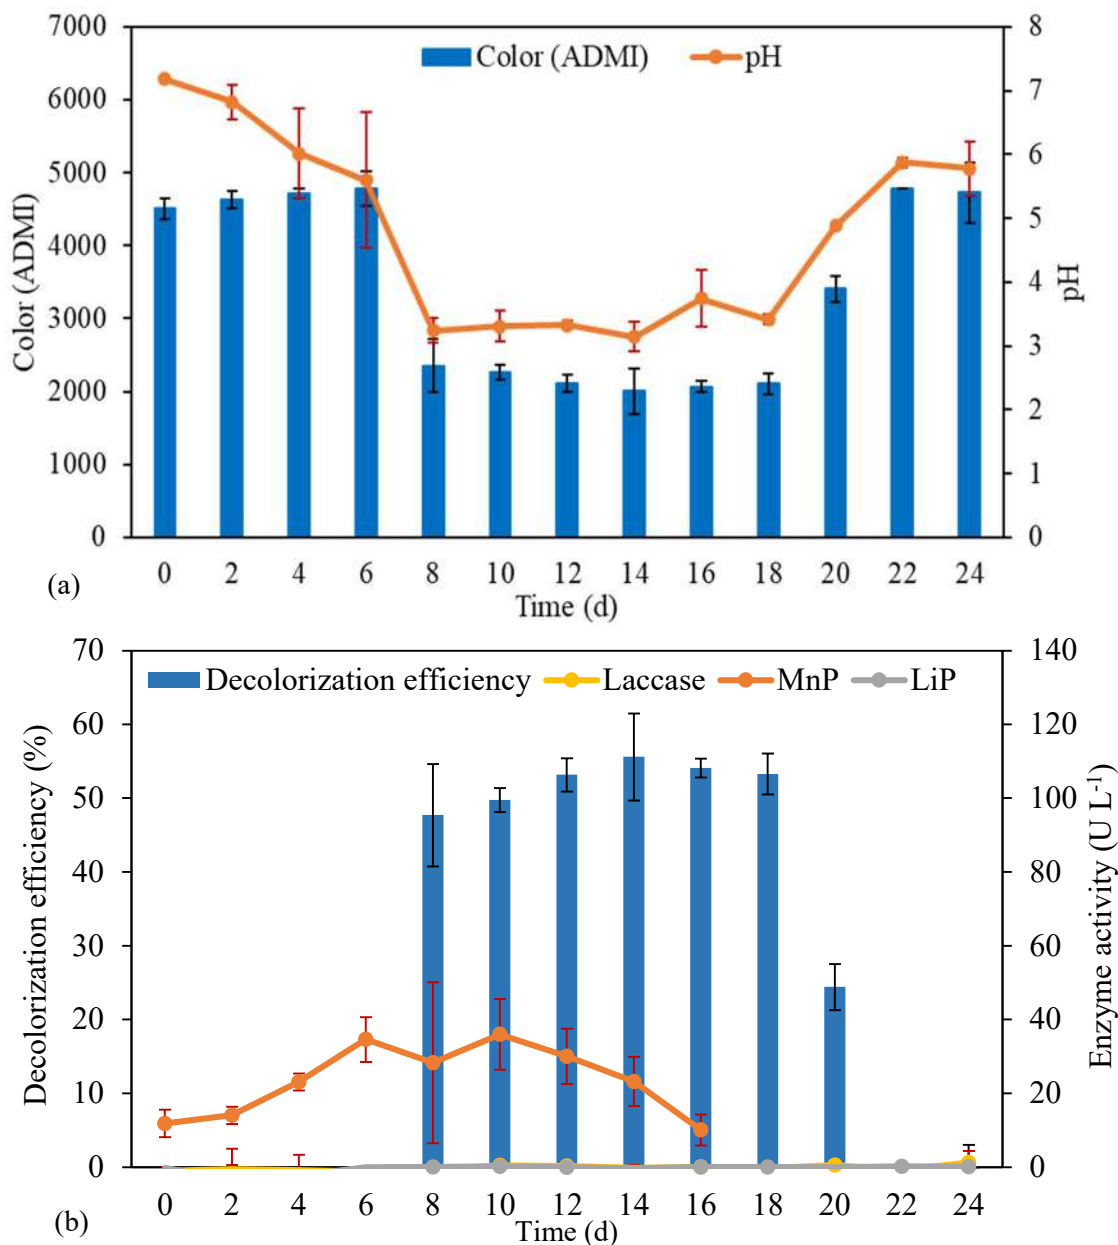 7000
6000
5000
4000
3000
2000
1000
0
Color (ADMI)
Color (ADMI) pH
8
7
6
5
4
3
2
1
0
pH
0 2 4 6 8 10 12 14 16 18 20 22 24
Time (d)
(a)
70
60
50
40
30
20
10
0
Decolorization efficiency (%)
Decolorization efficiency Laccase MnP LiP
140
120
100
80
60
40
20
0
Enzyme activity (U L⁻¹)
0 2 4 6 8 10 12 14 16 18 20 22 24
Time (d)
(b)